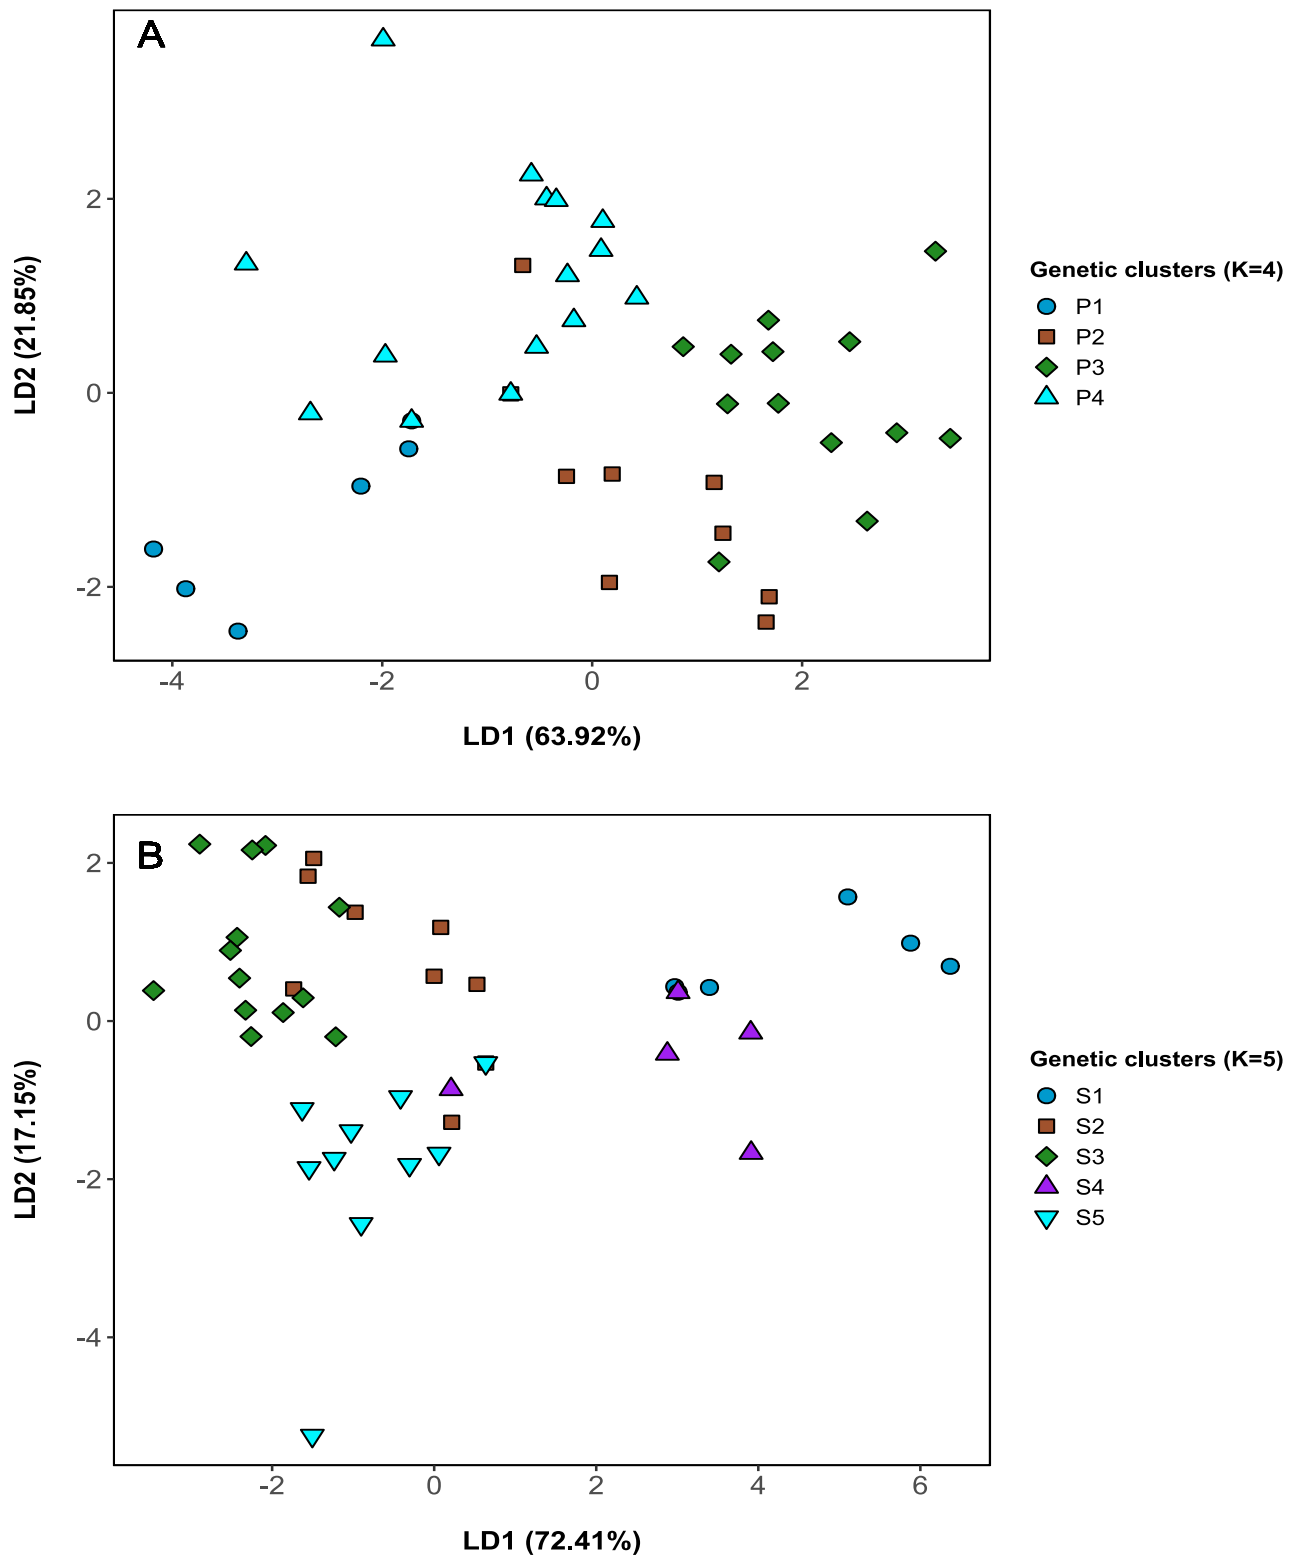 A
2
0
-2
-4
-2
0
2
LD2 (21.85%)
LD1 (63.92%)
Genetic clusters (K=4)
P1
P2
P3
P4
B
2
0
-2
-4
-2
0
2
4
6
LD2 (17.15%)
LD1 (72.41%)
Genetic clusters (K=5)
S1
S2
S3
S4
S5